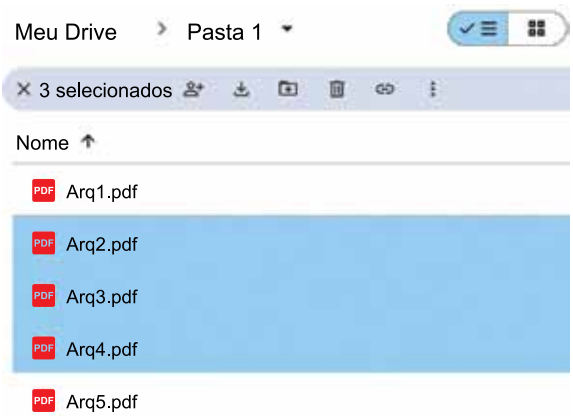 Meu Drive > Pasta 1
3 selecionados
Nome
PDF Arq1.pdf
PDF Arq2.pdf
PDF Arq3.pdf
PDF Arq4.pdf
PDF Arq5.pdf